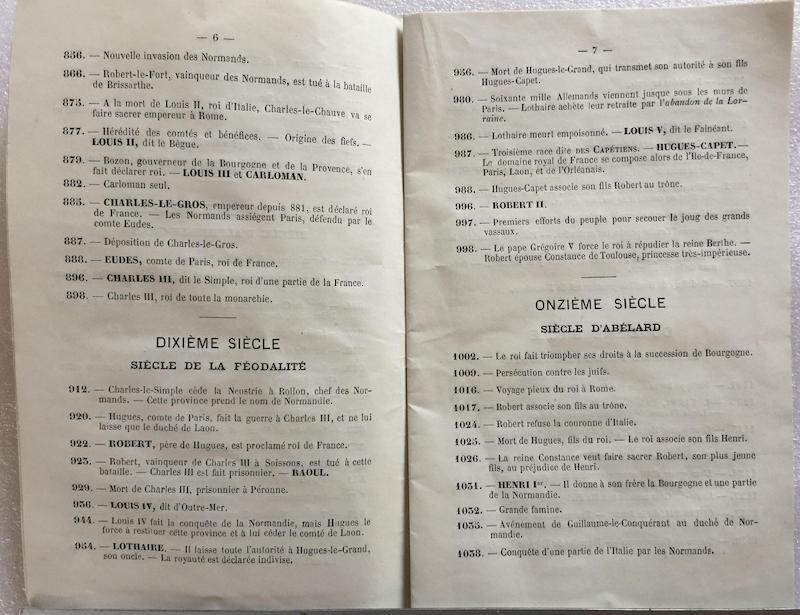 — 6 —
856. — Nouvelle invasion des Normands.
866. — Robert-le-Fort, vainqueur des Normands, est tué à la bataille
de Brissarthe.
875. — A la mort de Louis II, roi d'Italie, Charles-le-Chauve va se
faire sacrer empereur à Rome.
877. — Hérédité des comtés et bénéfices. — Origine des fiefs. —
LOUIS II, dit le Bègue.
879. — Bozon, gouverneur de la Bourgogne et de la Provence, s'en
fait déclarer roi. — LOUIS III et CARLOMAN.
882. — Carloman seul.
885. — CHARLES-LE-GROS, empereur depuis 881, est déclaré roi
de France. — Les Normands assiégent Paris, défendu par le
comte Eudes.
887. — Déposition de Charles-le-Gros.
888. — EUDES, comte de Paris, roi de France.
896. — CHARLES III, dit le Simple, roi d'une partie de la France.
898. — Charles III, roi de toute la monarchie.
DIXIÈME SIÈCLE
SIÈCLE DE LA FÉODALITÉ
912. — Charles-le-Simple cède la Neustrie à Rollon, chef des Nor-
mands. — Cette province prend le nom de Normandie.
920. — Hugues, comte de Paris, fait la guerre à Charles III, et ne lui
laisse que le duché de Laon.
922. — ROBERT, père de Hugues, est proclamé roi de France.
923. — Robert, vainqueur de Charles III à Soissons, est tué à cette
bataille. — Charles III est fait prisonnier. — RAOUL.
929. — Mort de Charles III, prisonnier à Péronne.
936. — LOUIS IV, dit d'Outre-Mer.
944. — Louis IV fait la conquête de la Normandie, mais Hugues le
force à restituer cette province et à lui céder le comté de Laon.
954. — LOTHAIRE. — Il laisse toute l'autorité à Hugues-le-Grand,
son oncle. — La royauté est déclarée indivise.
— 7 —
956. — Mort de Hugues-le-Grand, qui transmet son autorité à son fils
Hugues-Capet.
980. — Soixante mille Allemands viennent jusque sous les murs de
Paris. — Lothaire achète leur retraite par l'abandon de la Lor-
raine.
986. — Lothaire meurt empoisonné. — LOUIS V, dit le Fainéant.
987. — Troisième race dite des CAPÉTIENS. — HUGUES-CAPET. —
Le domaine royal de France se compose alors de l'Ile-de-France,
Paris, Laon, et de l'Orléanais.
988. — Hugues-Capet associe son fils Robert au trône.
996. — ROBERT II.
997. — Premiers efforts du peuple pour secouer le joug des grands
vassaux.
998. — Le pape Grégoire V force le roi à répudier la reine Berthe. —
Robert épouse Constance de Toulouse, princesse très-impérieuse.
ONZIÈME SIÈCLE
SIÈCLE D'ABÉLARD
1002. — Le roi fait triompher ses droits à la succession de Bourgogne.
1009. — Persécution contre les juifs.
1016. — Voyage pieux du roi à Rome.
1017. — Robert associe son fils au trône.
1024. — Robert refuse la couronne d'Italie.
1025. — Mort de Hugues, fils du roi. — Le roi associe son fils Henri.
1026. — La reine Constance veut faire sacrer Robert, son plus jeune
fils, au préjudice de Henri.
1031. — HENRI Ier. — Il donne à son frère la Bourgogne et une partie
de la Normandie.
1032. — Grande famine.
1035. — Avénement de Guillaume-le-Conquérant au duché de Nor-
mandie.
1038. — Conquête d'une partie de l'Italie par les Normands.